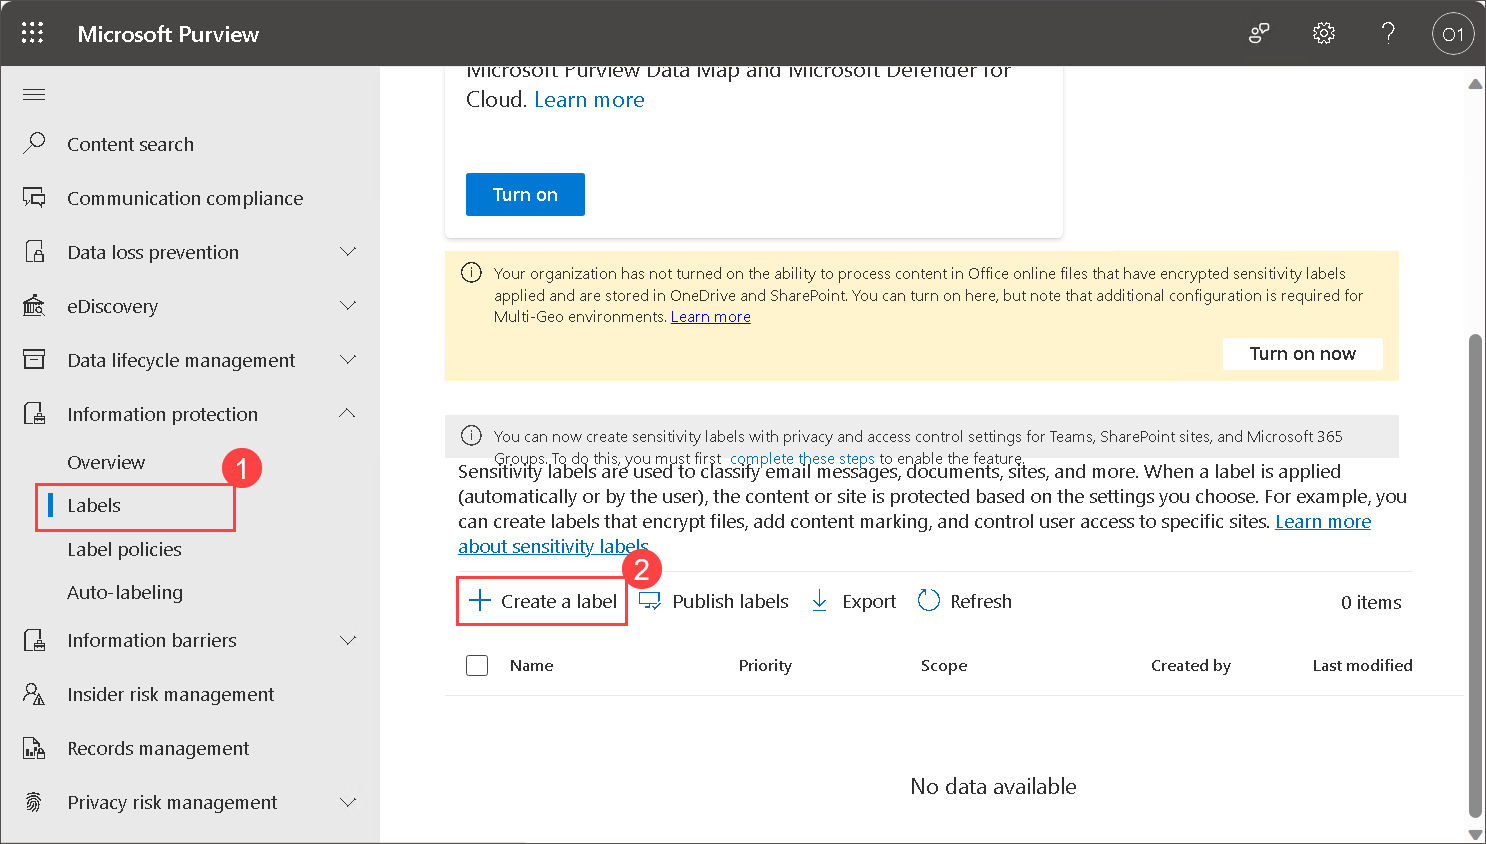 Microsoft Purview
O1
Content search
Communication compliance
Data loss prevention
eDiscovery
Data lifecycle management
Information protection
Overview
1
Labels
Label policies
Auto-labeling
Information barriers
Insider risk management
Records management
Privacy risk management
Microsoft Purview Data Map and Microsoft Defender for
Cloud. Learn more
Turn on
Your organization has not turned on the ability to process content in Office online files that have encrypted sensitivity labels
applied and are stored in OneDrive and SharePoint. You can turn on here, but note that additional configuration is required for
Multi-Geo environments. Learn more
Turn on now
You can now create sensitivity labels with privacy and access control settings for Teams, SharePoint sites, and Microsoft 365
Groups. To do this, you must first complete these steps to enable the feature.
Sensitivity labels are used to classify email messages, documents, sites, and more. When a label is applied
(automatically or by the user), the content or site is protected based on the settings you choose. For example, you
can create labels that encrypt files, add content marking, and control user access to specific sites. Learn more
about sensitivity labels
2
Create a label Publish labels Export Refresh 0 items
Name Priority Scope Created by Last modified
No data available